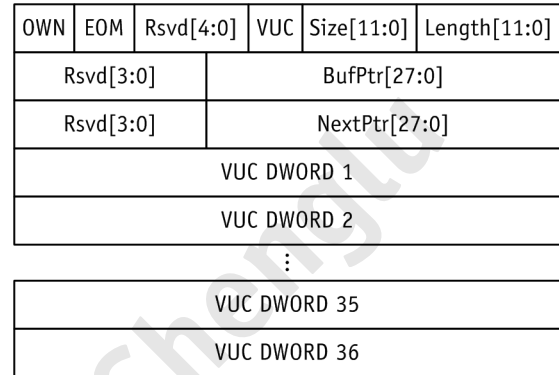 OWN EOM Rsvd[4:0] VUC Size[11:0] Length[11:0]
Rsvd[3:0] BufPtr[27:0]
Rsvd[3:0] NextPtr[27:0]
VUC DWORD 1
VUC DWORD 2
⋮
VUC DWORD 35
VUC DWORD 36
Shenglu